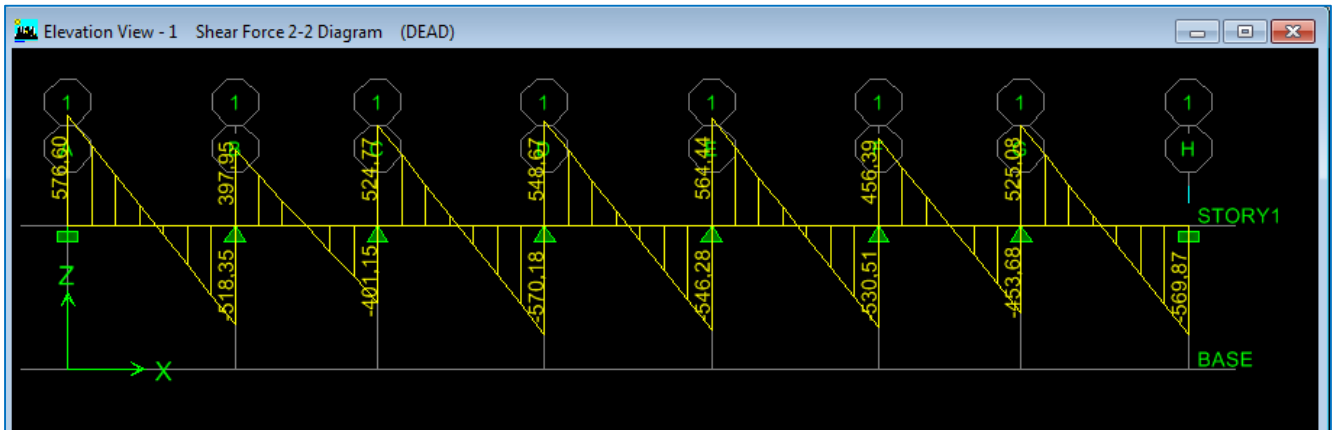 Elevation View - 1 Shear Force 2-2 Diagram (DEAD)
1 1 1 1 1 1 1 1
A B C D E G H
576.60 397.95 524.77 548.67 564.44 456.39 525.08
STORY1
-518.35 -401.15 -570.18 -546.28 -530.51 -453.68 -569.87
Z
X
BASE